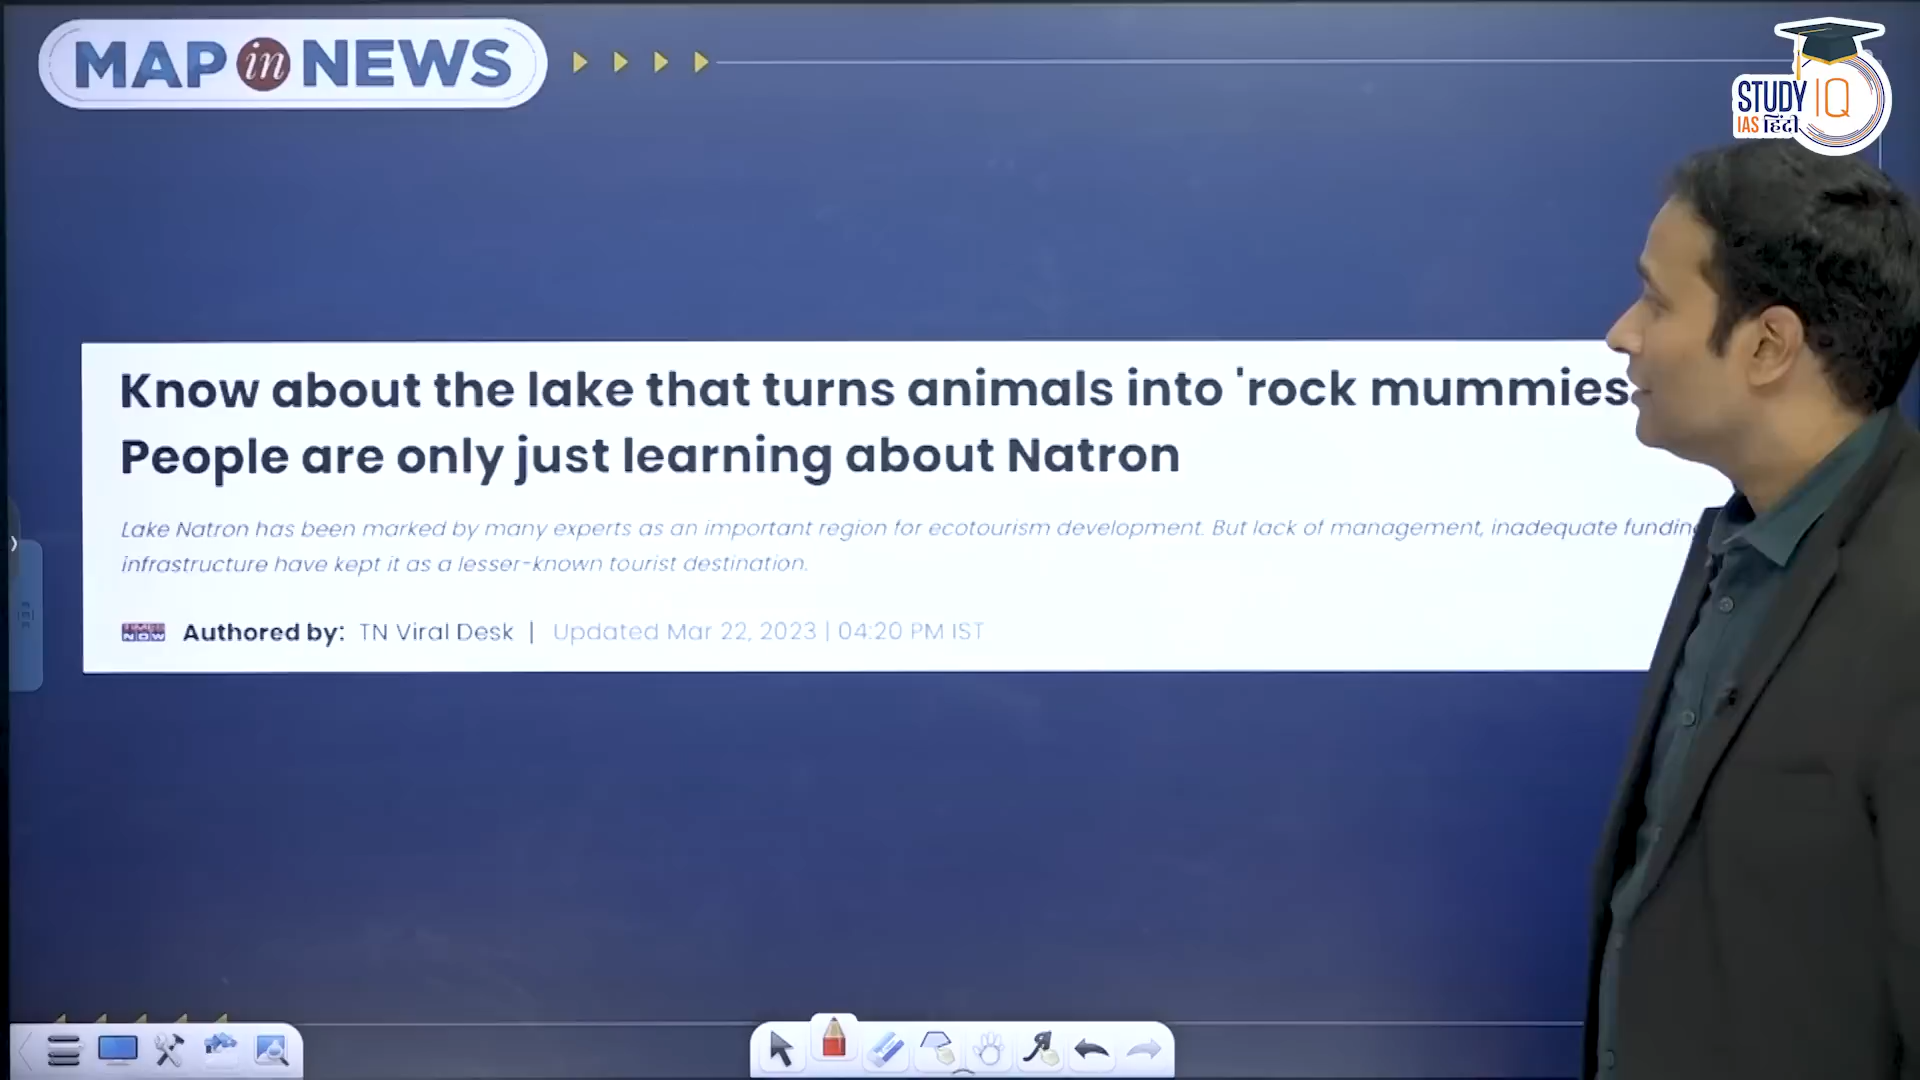 MAP in NEWS
STUDY IQ
IAS हिंदी
Know about the lake that turns animals into 'rock mummies
People are only just learning about Natron
Lake Natron has been marked by many experts as an important region for ecotourism development. But lack of management, inadequate funding
infrastructure have kept it as a lesser-known tourist destination.
TIMES NOW Authored by: TN Viral Desk | Updated Mar 22, 2023 | 04:20 PM IST